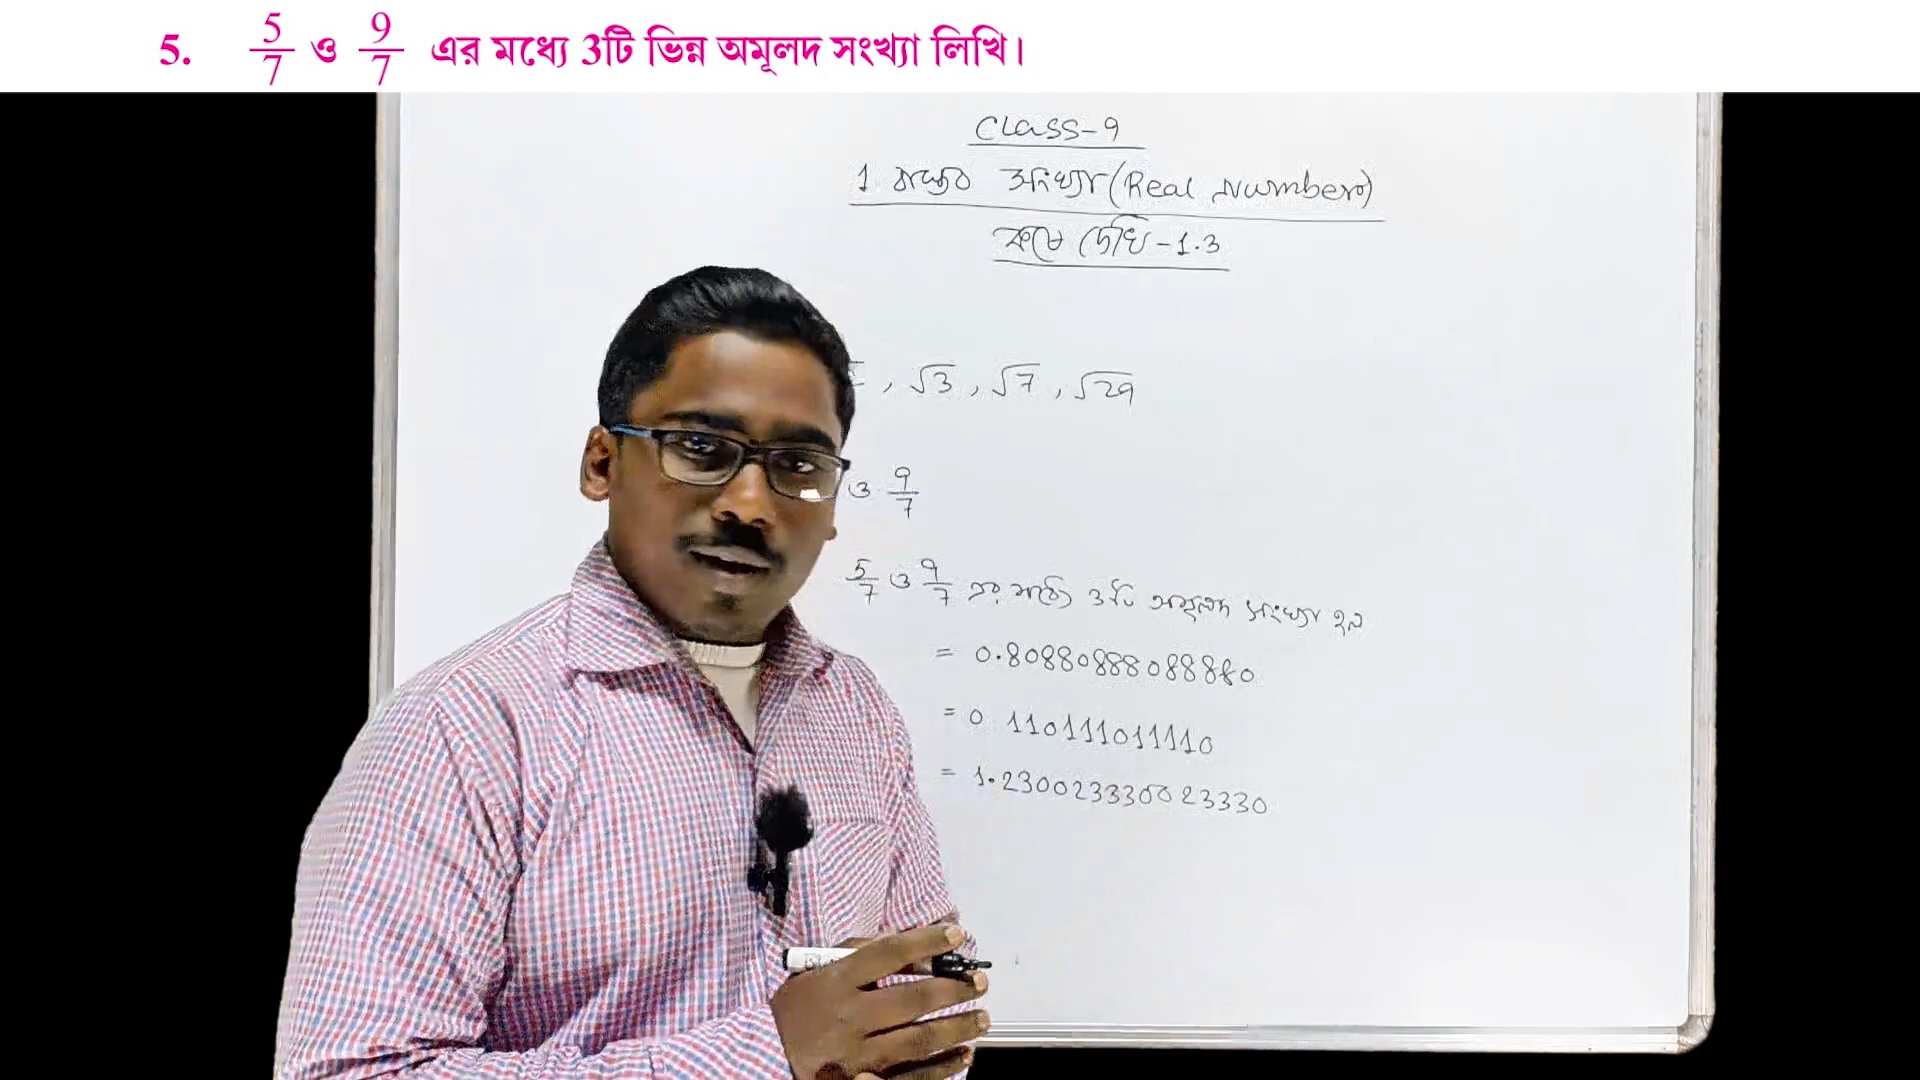 5. 5/7 ও 9/7 এর মধ্যে 3টি ভিন্ন অমূলদ সংখ্যা লিখি।
CLASS-9
1 বাস্তব সংখ্যা (Real Number)
কষে দেখি - 1.3
, √3, √7, √29
ও 9/7
5/7 ও 9/7 এর মধ্যে 3টি অমূলদ সংখ্যা হল
= 0.80880888088880
= 0 110111011110
= 1.230023330023330